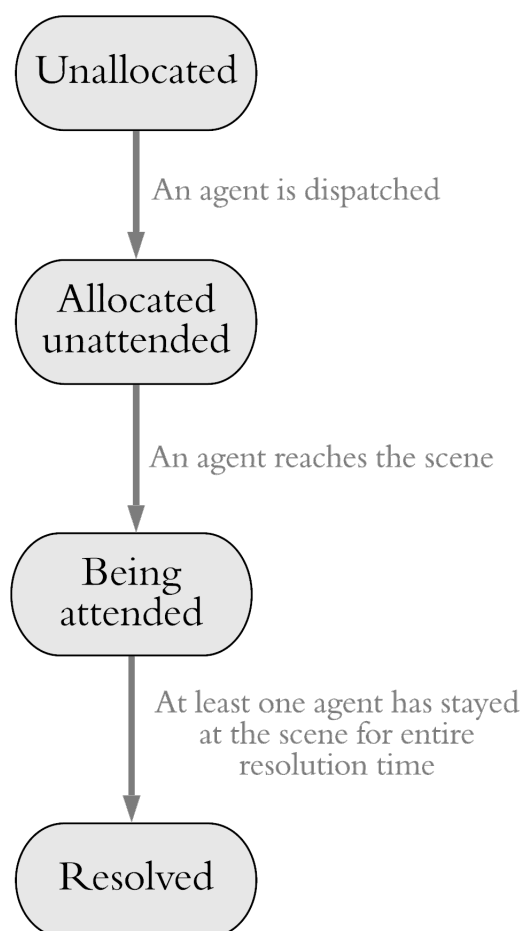 Unallocated
An agent is dispatched
Allocated
unattended
An agent reaches the scene
Being
attended
At least one agent has stayed
at the scene for entire
resolution time
Resolved